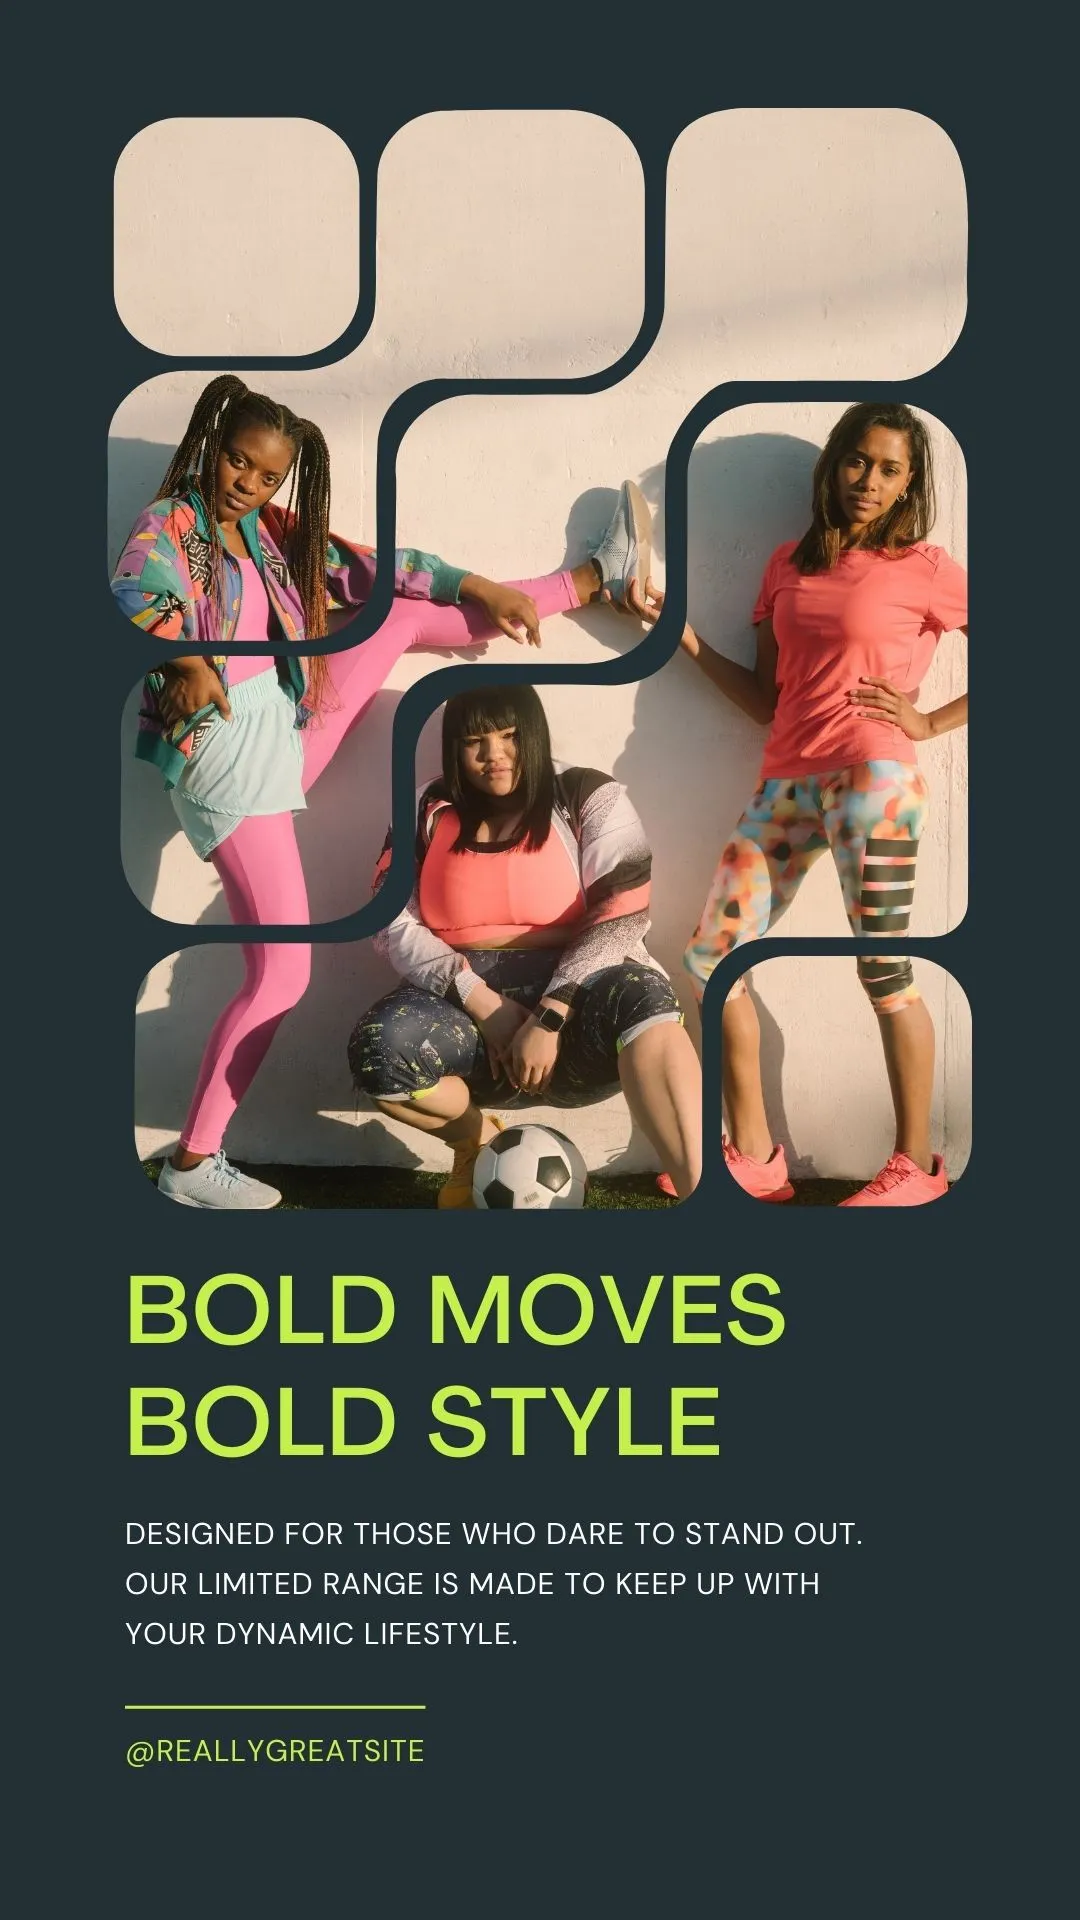 BOLD MOVES
BOLD STYLE
DESIGNED FOR THOSE WHO DARE TO STAND OUT.
OUR LIMITED RANGE IS MADE TO KEEP UP WITH
YOUR DYNAMIC LIFESTYLE.
@REALLYGREATSITE